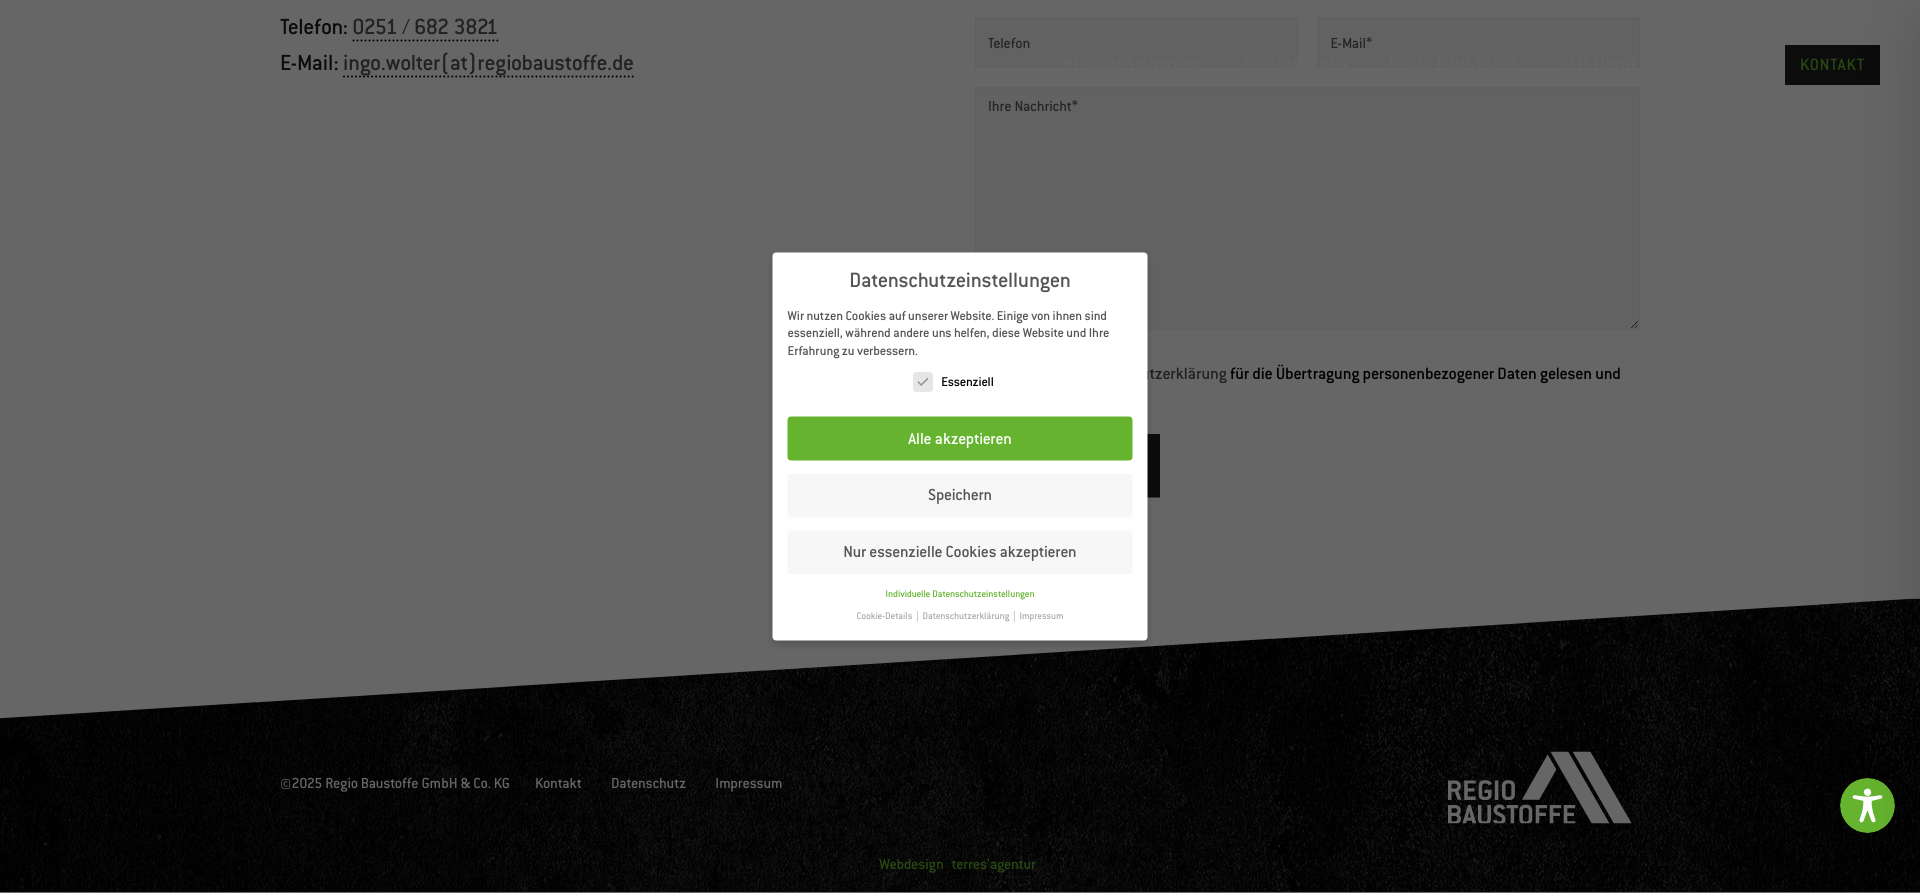 Telefon: 0251 / 682 3821
E-Mail: ingo.wolter(at)regiobaustoffe.de
Telefon
E-Mail*
KONTAKT
Ihre Nachricht*
Datenschutzeinstellungen
Wir nutzen Cookies auf unserer Website. Einige von ihnen sind
essenziell, während andere uns helfen, diese Website und Ihre
Erfahrung zu verbessern.
Essenziell
tzerklärung für die Übertragung personenbezogener Daten gelesen und
Alle akzeptieren
Speichern
Nur essenzielle Cookies akzeptieren
Individuelle Datenschutzeinstellungen
Cookie-Details | Datenschutzerklärung | Impressum
©2025 Regio Baustoffe GmbH & Co. KG Kontakt Datenschutz Impressum
REGIO
BAUSTOFFE
Webdesign terres'agentur